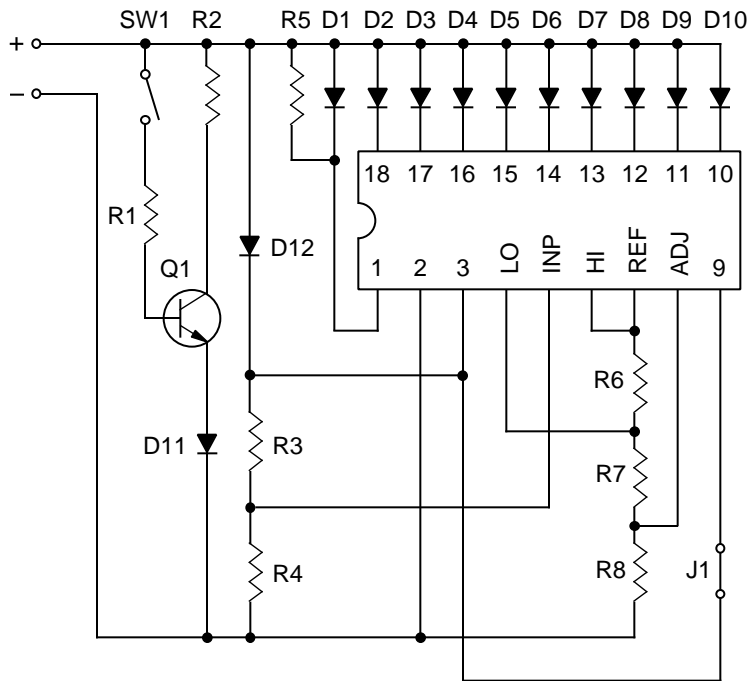 SW1 R2 R5 D1 D2 D3 D4 D5 D6 D7 D8 D9 D10
+
−
18 17 16 15 14 13 12 11 10
R1
D12
LO INP HI REF ADJ
Q1
1 2 3 9
R6
D11 R3
R7
R4 R8 J1